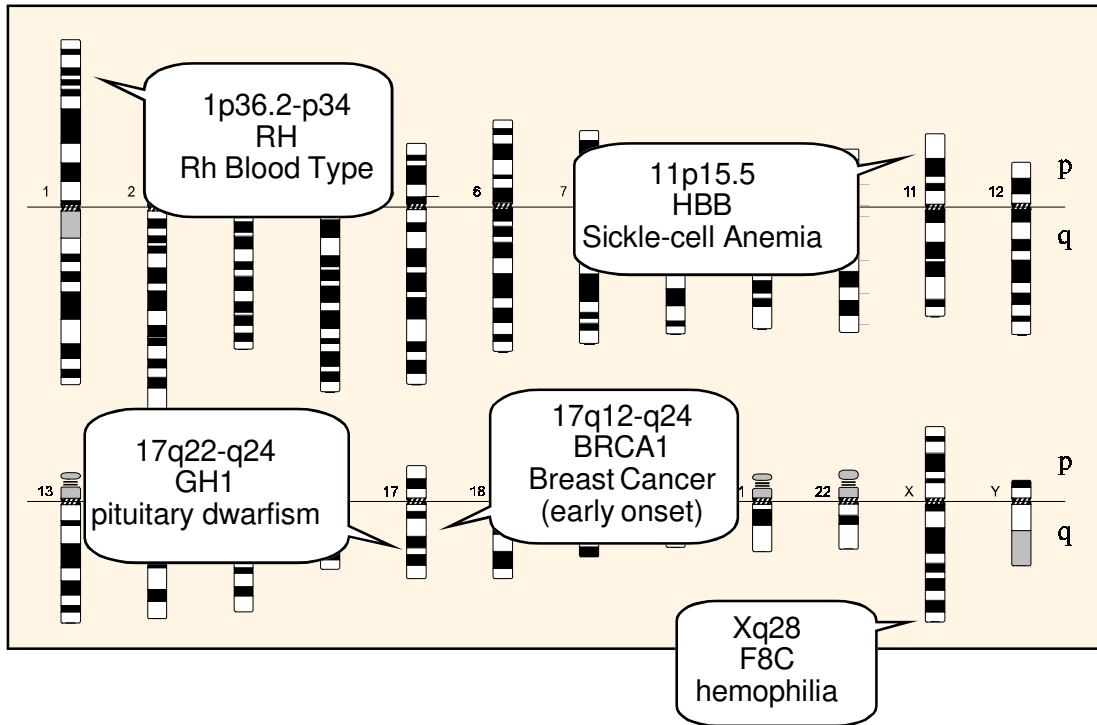 1p36.2-p34
RH
Rh Blood Type
11p15.5
HBB
Sickle-cell Anemia
p
1
2
6
7
11
12
q
17q22-q24
GH1
pituitary dwarfism
17q12-q24
BRCA1
Breast Cancer
(early onset)
p
13
17
18
1
22
X
Y
q
Xq28
F8C
hemophilia